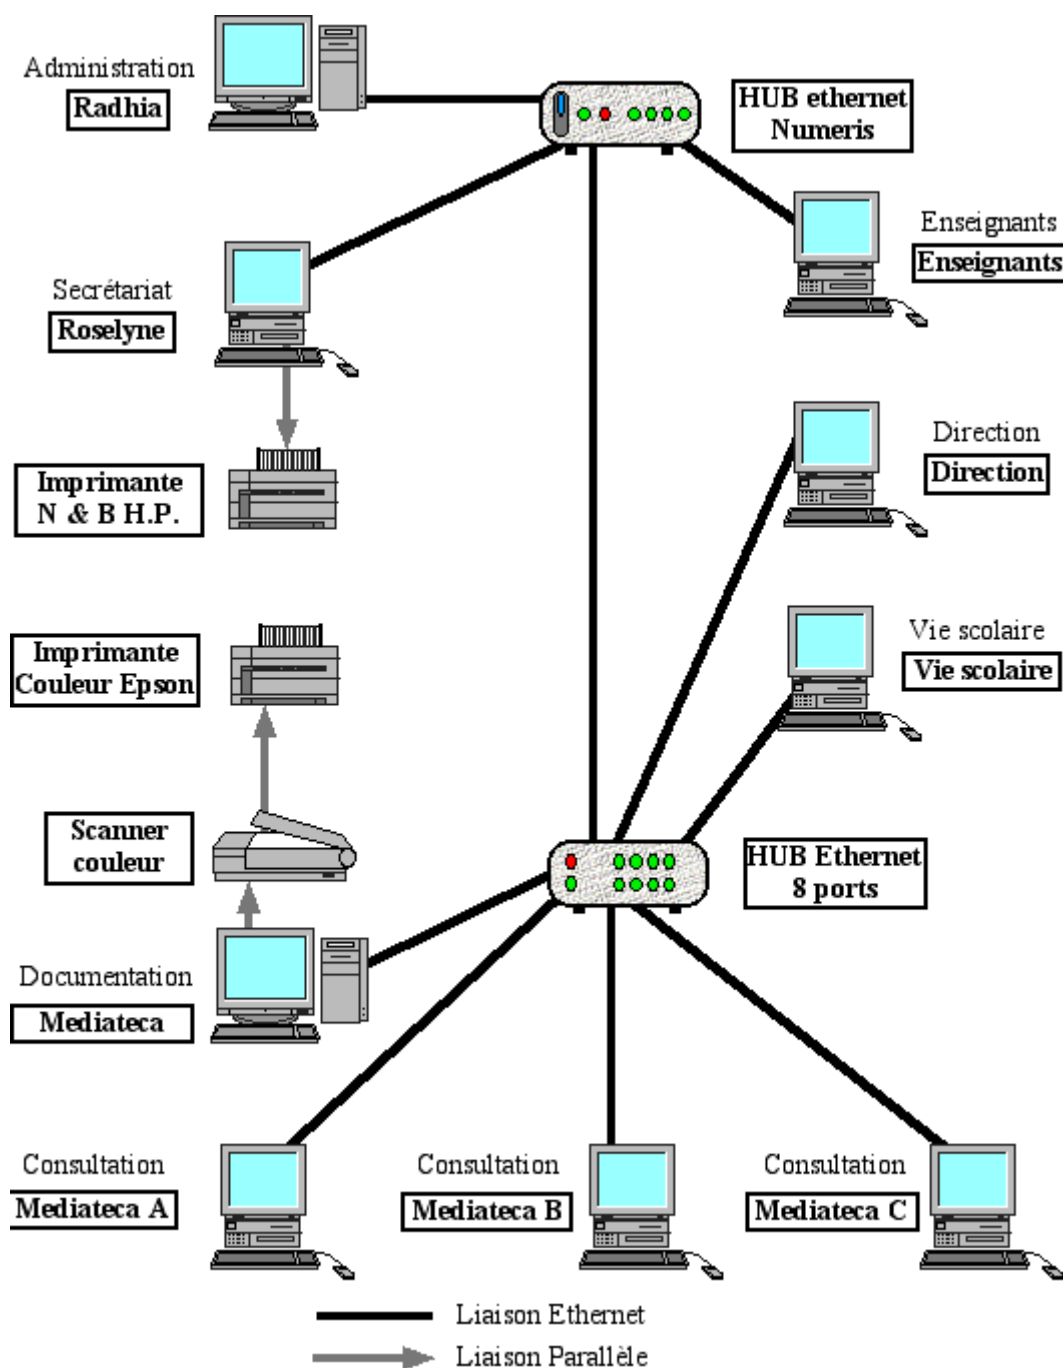 Administration
Radhia
HUB ethernet
Numeris
Enseignants
Enseignants
Secrétariat
Roselyne
Direction
Direction
Imprimante
N & B H.P.
Vie scolaire
Vie scolaire
Imprimante
Couleur Epson
Scanner
couleur
HUB Ethernet
8 ports
Documentation
Mediateca
Consultation
Mediateca A
Consultation
Mediateca B
Consultation
Mediateca C
Liaison Ethernet
Liaison Parallèle